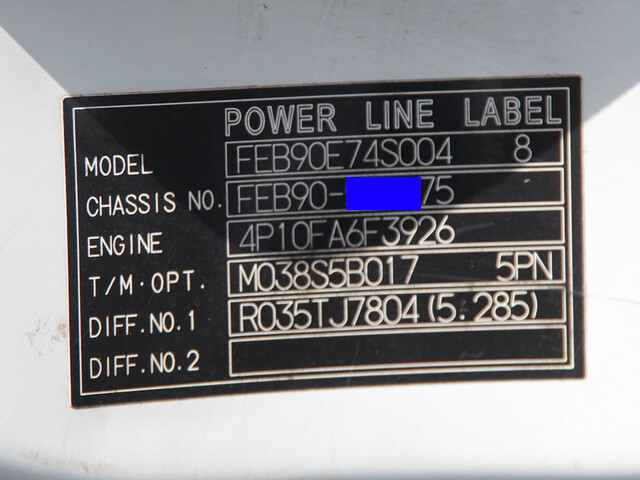 POWER LINE LABEL
MODEL FEB90E74S004 8
CHASSIS NO. FEB90- 75
ENGINE 4P10FA6F3926
T/M·OPT. M038S5B017 5PN
DIFF.NO.1 R035TJ7804(5.285)
DIFF.NO.2